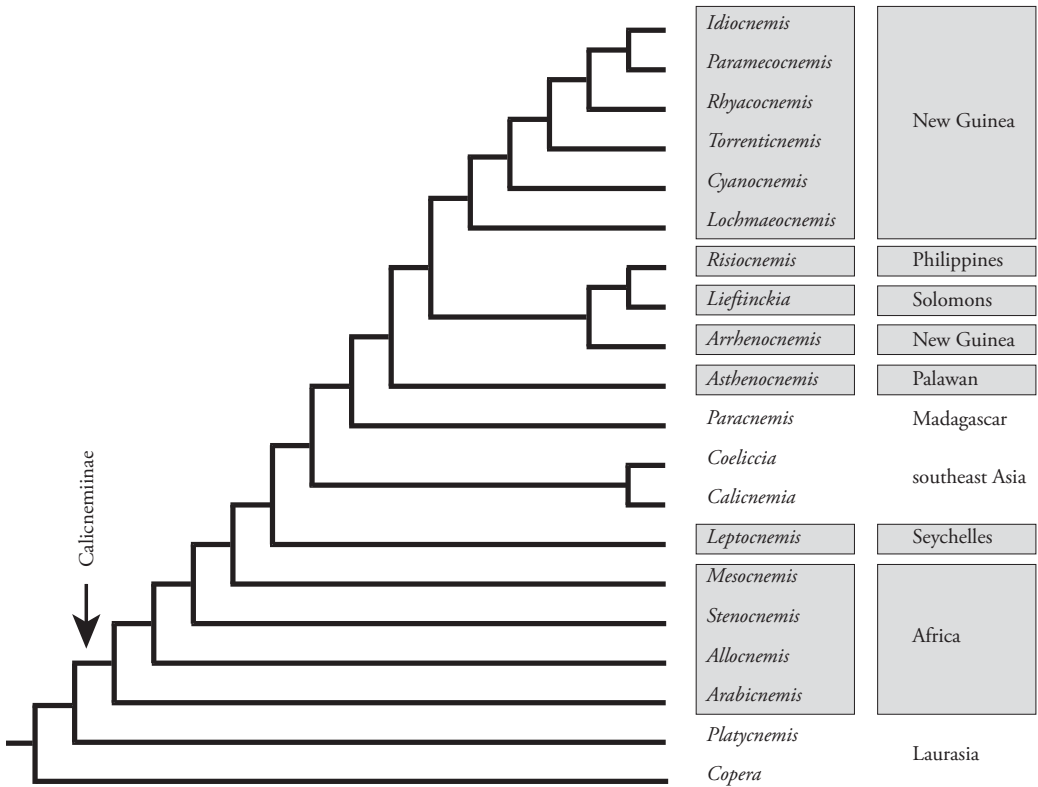 Idiocnemis
Paramecocnemis
Rhyacocnemis
Torrenticnemis
Cyanocnemis
Lochmaeocnemis
New Guinea
Risiocnemis
Philippines
Lieftinckia
Solomons
Arrhenocnemis
New Guinea
Asthenocnemis
Palawan
Paracnemis
Madagascar
Coeliccia
Calicnemia
southeast Asia
Leptocnemis
Seychelles
Mesocnemis
Stenocnemis
Allocnemis
Arabicnemis
Africa
Platycnemis
Copera
Laurasia
Calicnemiinae